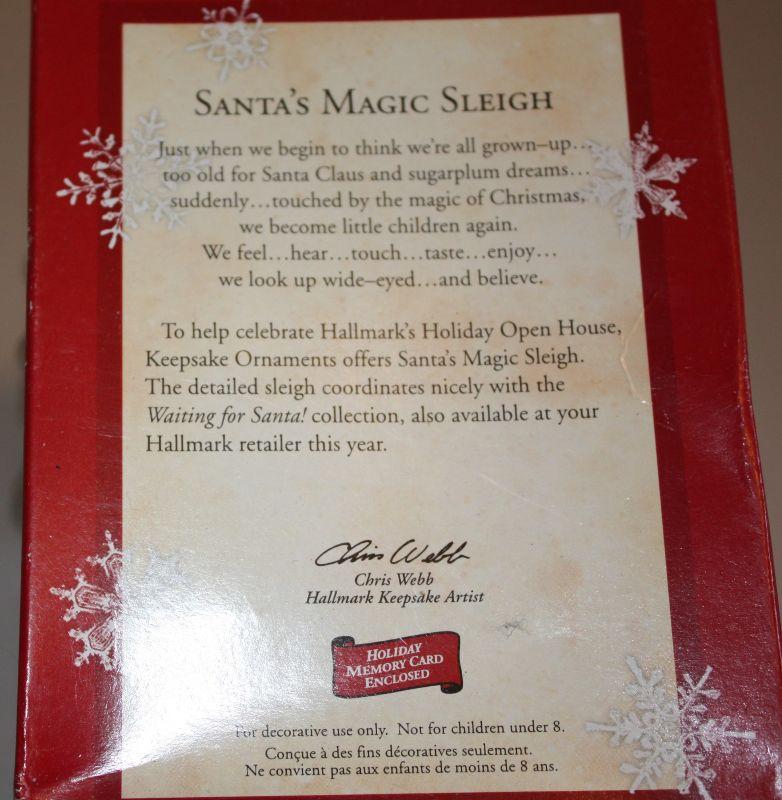 SANTA'S MAGIC SLEIGH
Just when we begin to think we're all grown–up...
too old for Santa Claus and sugarplum dreams...
suddenly...touched by the magic of Christmas,
we become little children again.
We feel...hear...touch...taste...enjoy...
we look up wide–eyed...and believe.
To help celebrate Hallmark's Holiday Open House,
Keepsake Ornaments offers Santa's Magic Sleigh.
The detailed sleigh coordinates nicely with the
Waiting for Santa! collection, also available at your
Hallmark retailer this year.
Chris Webb
Chris Webb
Hallmark Keepsake Artist
HOLIDAY
MEMORY CARD
ENCLOSED
For decorative use only. Not for children under 8.
Conçue à des fins décoratives seulement.
Ne convient pas aux enfants de moins de 8 ans.